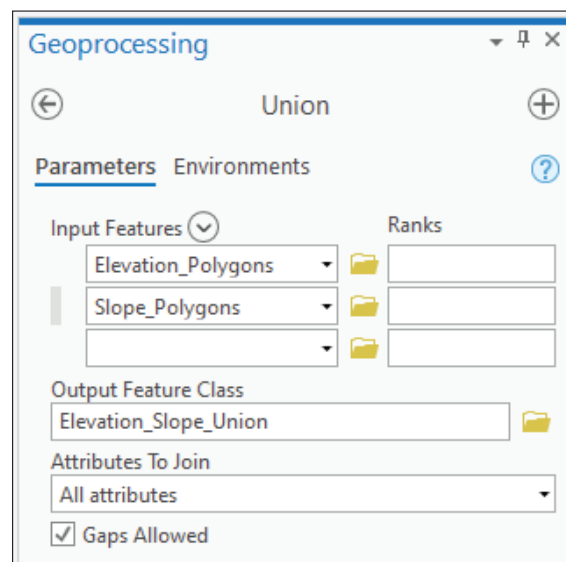 Geoprocessing
Union
Parameters Environments
Input Features Ranks
Elevation_Polygons
Slope_Polygons
Output Feature Class
Elevation_Slope_Union
Attributes To Join
All attributes
Gaps Allowed